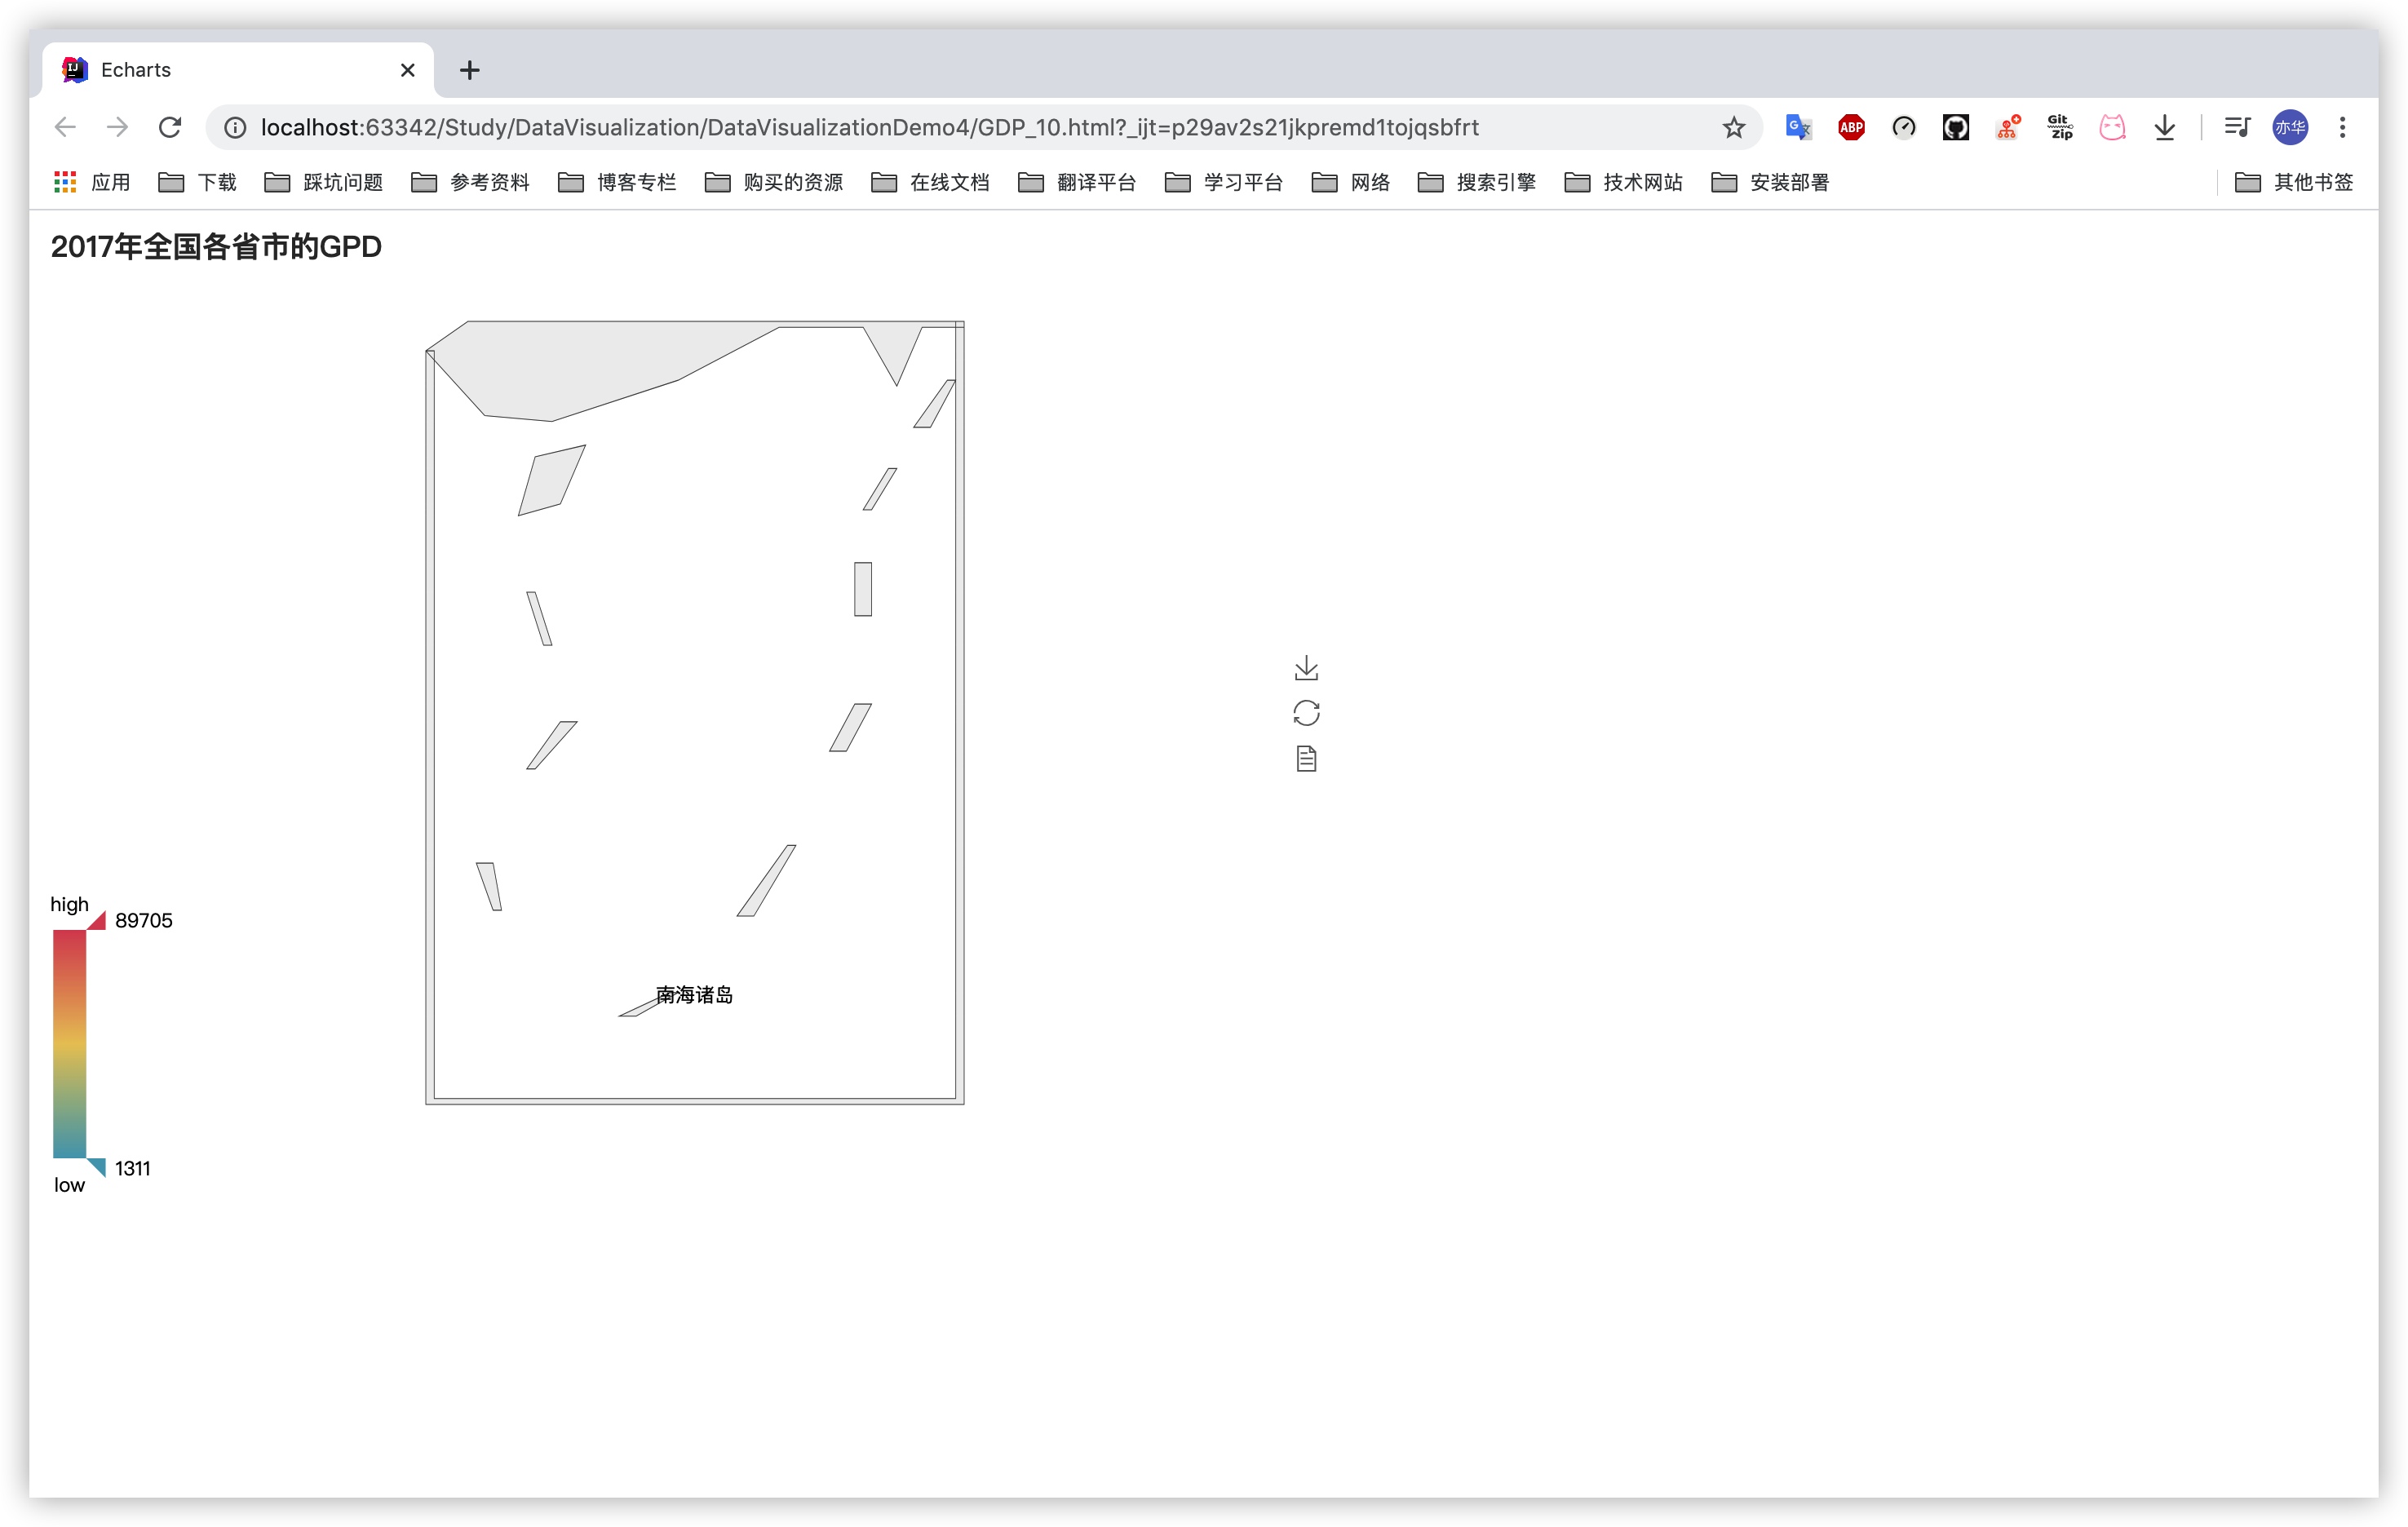 Echarts
localhost:63342/Study/DataVisualization/DataVisualizationDemo4/GDP_10.html?_ijt=p29av2s21jkpremd1tojqsbfrt
ABP
Git Zip
亦华
应用 下载 踩坑问题 参考资料 博客专栏 购买的资源 在线文档 翻译平台 学习平台 网络 搜索引擎 技术网站 安装部署 其他书签
2017年全国各省市的GPD
南海诸岛
high
89705
1311
low